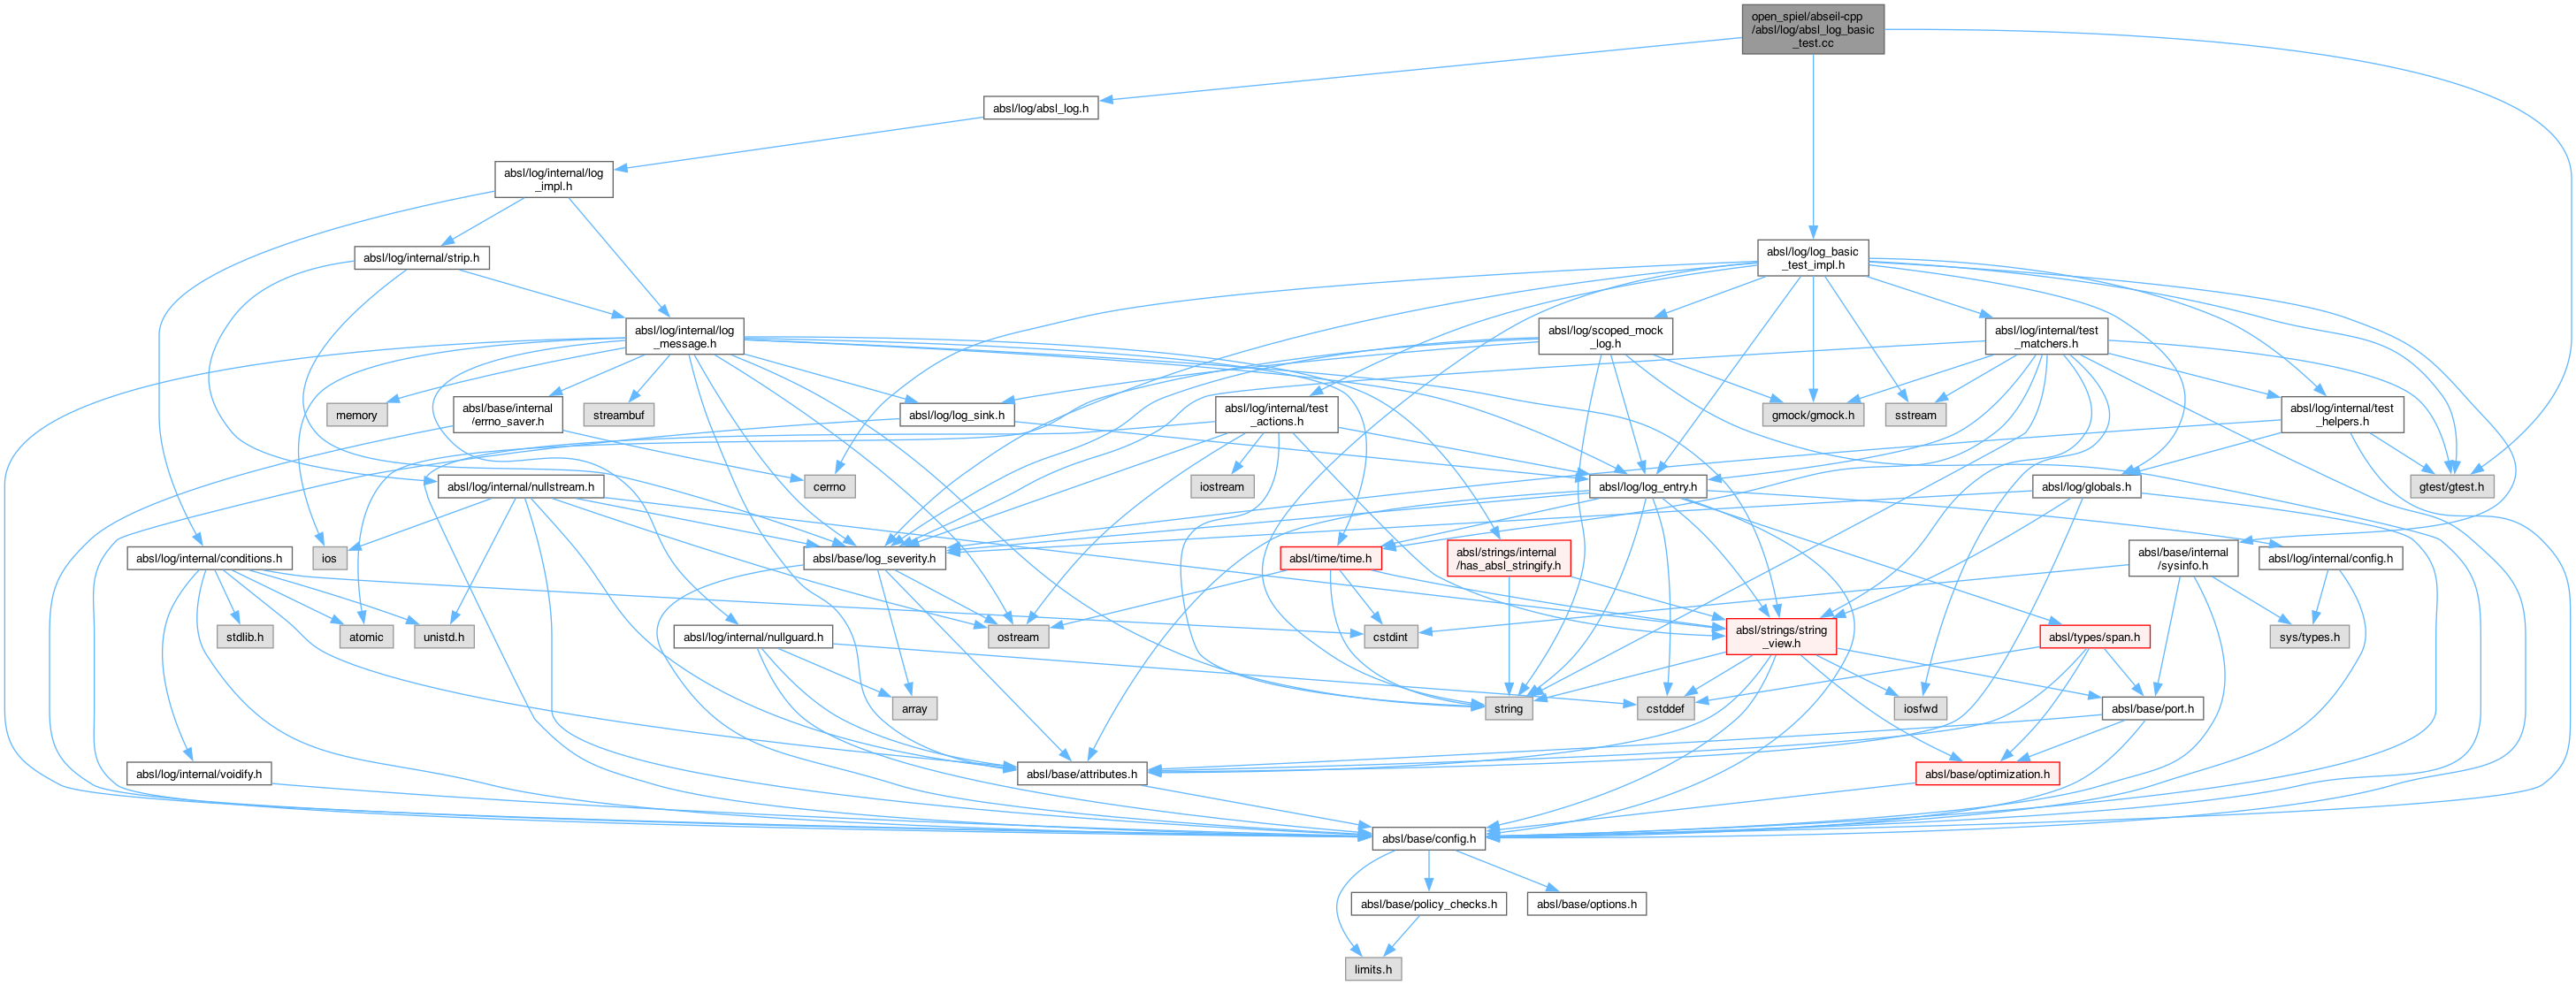 open_spiel/abseil-cpp
/absl/log/absl_log_basic
_test.cc
absl/log/absl_log.h
absl/log/internal/log
_impl.h
absl/log/internal/strip.h
absl/log/log_basic
_test_impl.h
absl/log/internal/log
_message.h
absl/log/scoped_mock
_log.h
absl/log/internal/test
_matchers.h
memory
absl/base/internal
/errno_saver.h
streambuf
absl/log/log_sink.h
absl/log/internal/test
_actions.h
gmock/gmock.h
sstream
absl/log/internal/test
_helpers.h
absl/log/internal/nullstream.h
cerrno
iostream
absl/log/log_entry.h
absl/log/globals.h
gtest/gtest.h
absl/log/internal/conditions.h
ios
absl/base/log_severity.h
absl/time/time.h
absl/strings/internal
/has_absl_stringify.h
absl/base/internal
/sysinfo.h
absl/log/internal/config.h
stdlib.h
atomic
unistd.h
absl/log/internal/nullguard.h
ostream
cstdint
absl/strings/string
_view.h
absl/types/span.h
sys/types.h
array
string
cstddef
iosfwd
absl/base/port.h
absl/log/internal/voidify.h
absl/base/attributes.h
absl/base/optimization.h
absl/base/config.h
absl/base/policy_checks.h
absl/base/options.h
limits.h